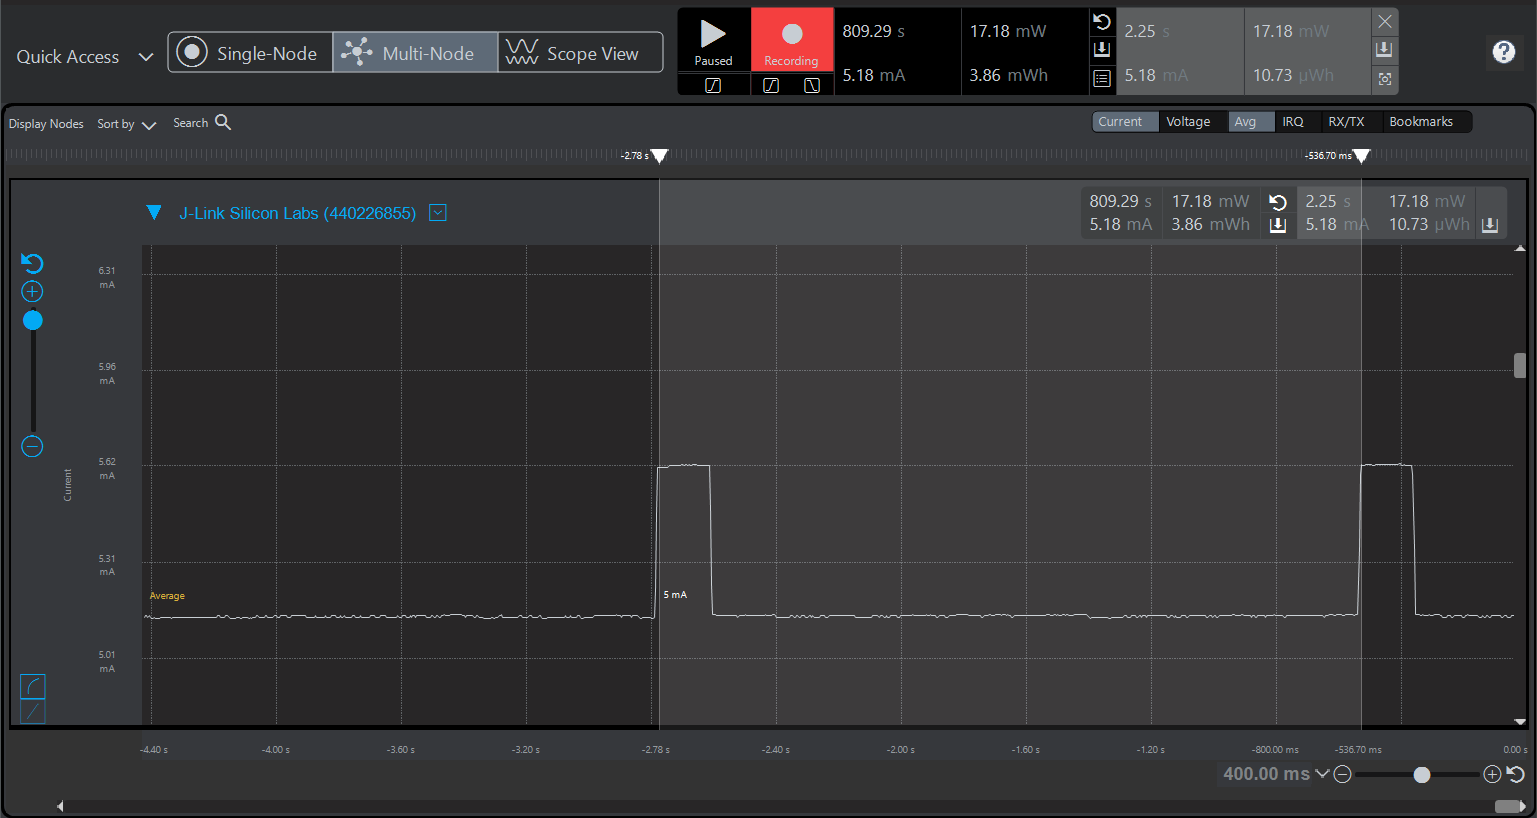 Quick Access
Single-Node
Multi-Node
Scope View
Paused
Recording
809.29 s
17.18 mW
5.18 mA
3.86 mWh
2.25 s
17.18 mW
5.18 mA
10.73 µWh
Display Nodes
Sort by
Search
Current
Voltage
Avg
IRQ
RX/TX
Bookmarks
-2.78 s
-536.70 ms
J-Link Silicon Labs (440226855)
809.29 s
17.18 mW
2.25 s
17.18 mW
5.18 mA
3.86 mWh
5.18 mA
10.73 µWh
6.31
mA
5.96
mA
5.62
mA
Current
5.31
mA
Average
5 mA
5.01
mA
-4.40 s
-4.00 s
-3.60 s
-3.20 s
-2.78 s
-2.40 s
-2.00 s
-1.60 s
-1.20 s
-800.00 ms
-536.70 ms
0.00 s
400.00 ms